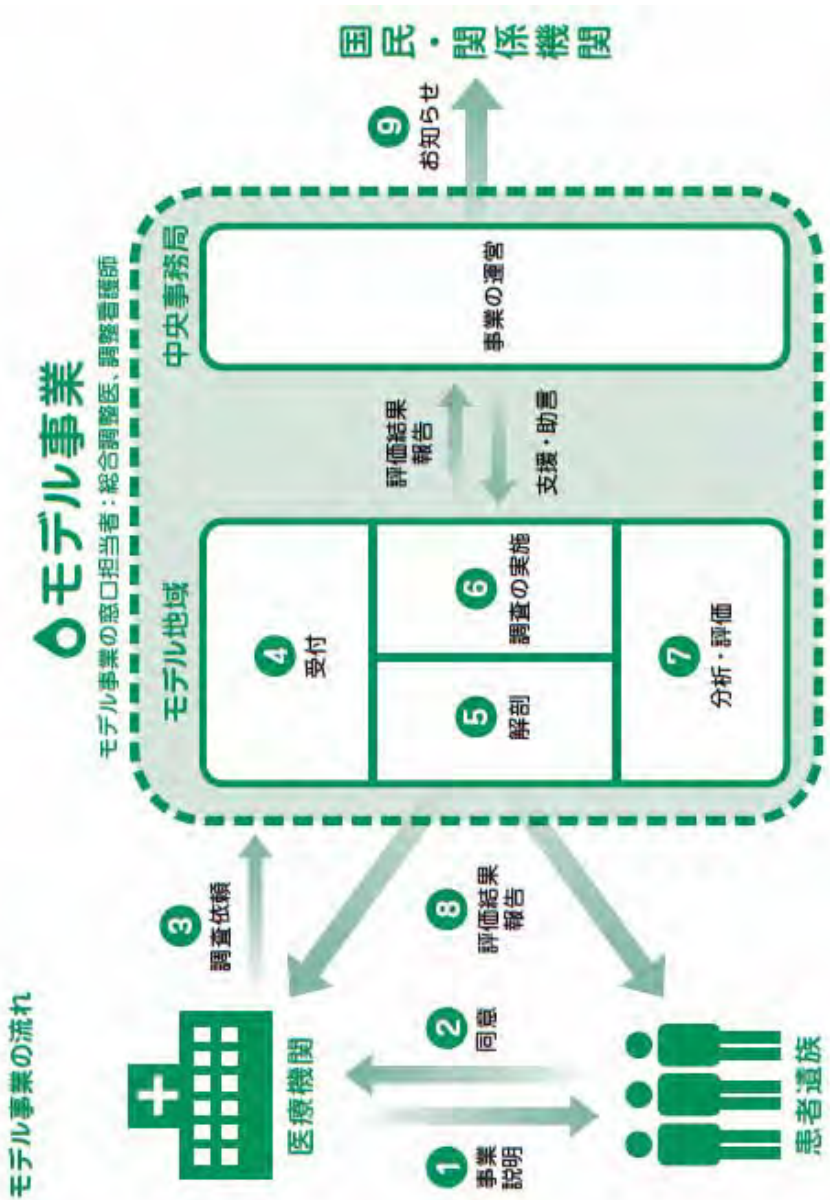 モデル事業の流れ
モデル事業
モデル事業の窓口担当者：総合調整医、調整看護師
医療機関
1
事業
説明
2
同意
患者遺族
3
調査依頼
モデル地域
4
受付
5
解剖
6
調査の実施
7
分析・評価
8
評価結果
報告
評価結果
報告
支援・助言
中央事務局
事業の運営
9
お知らせ
国民・関係機関